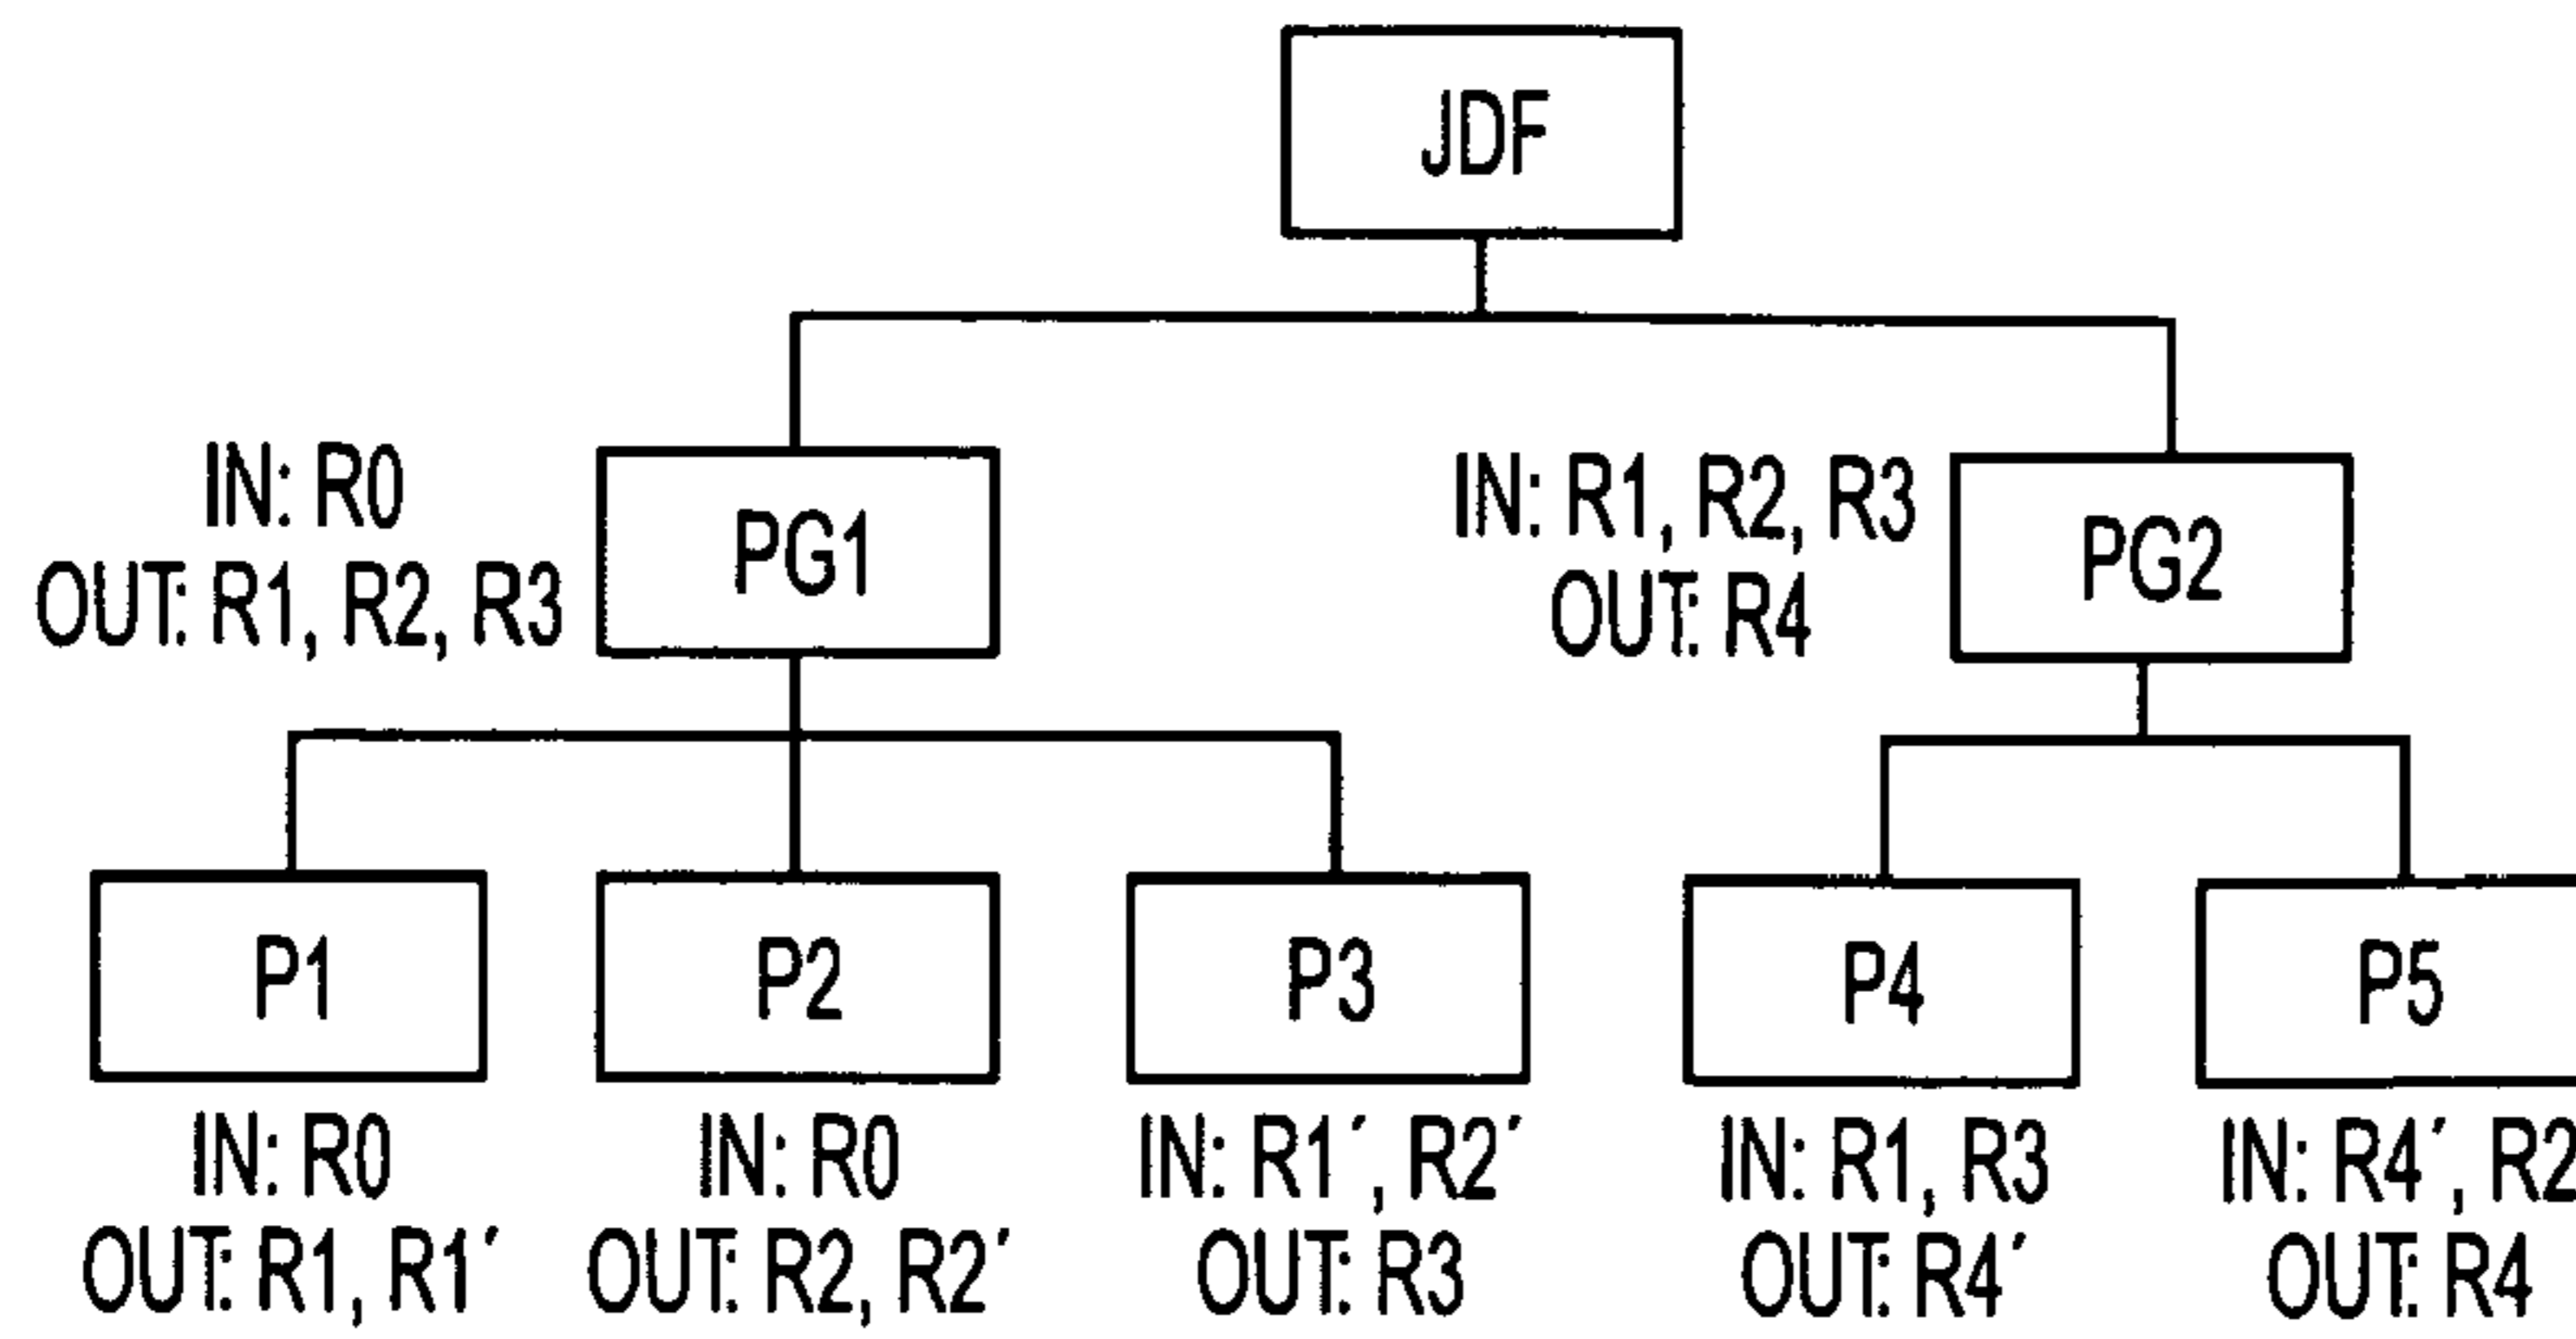 JDF
IN: R0
OUT: R1, R2, R3
PG1
IN: R1, R2, R3
OUT: R4
PG2
P1
P2
P3
P4
P5
IN: R0
OUT: R1, R1′
IN: R0
OUT: R2, R2′
IN: R1′, R2′
OUT: R3
IN: R1, R3
OUT: R4′
IN: R4′, R2
OUT: R4